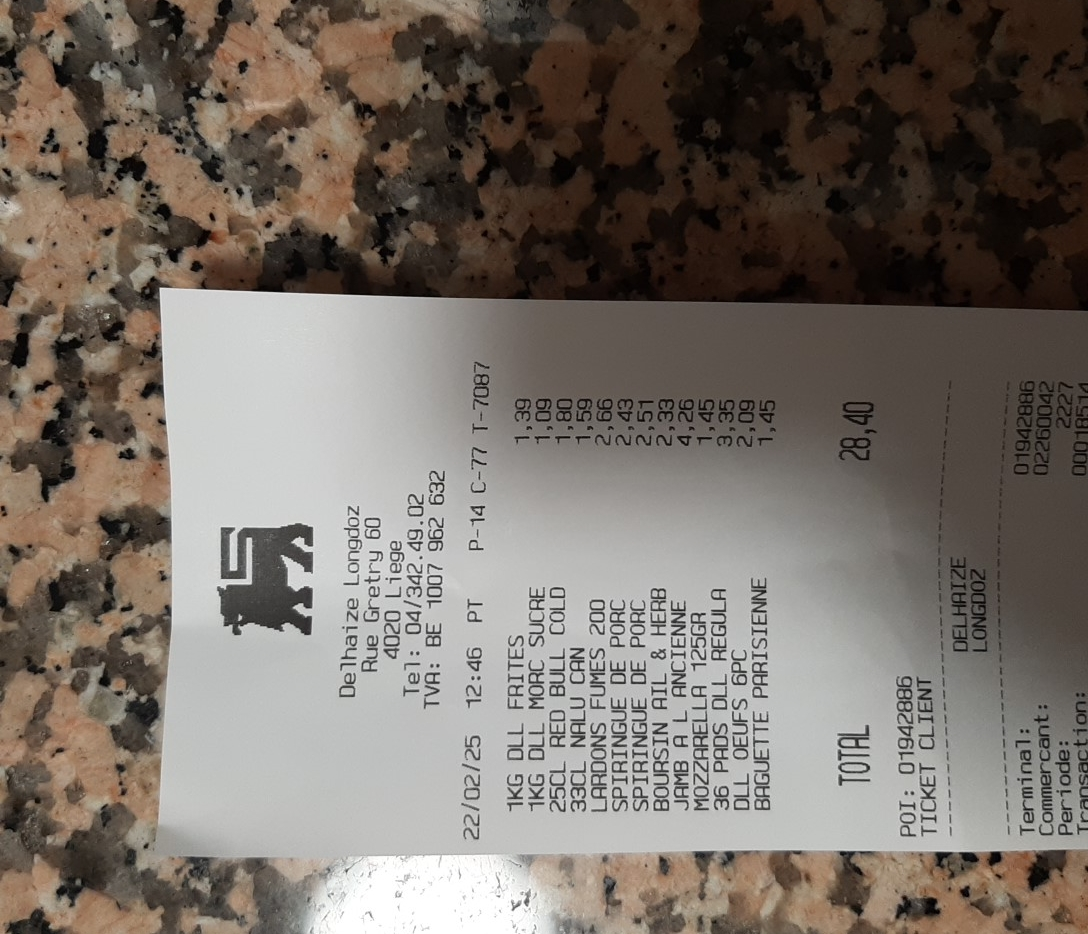 Delhaize Longdoz
Rue Gretry 60
4020 Liege
Tel: 04/342.49.02
TVA: BE 1007 962 632
22/02/25 12:46 PT P-14 C-77 T-7087
1KG DLL FRITES 1,39
1KG DLL MORC SUCRE 1,09
25CL RED BULL COLD 1,80
33CL NALU CAN 1,59
LARDONS FUMES 200 2,66
SPIRINGUE DE PORC 2,43
SPIRINGUE DE PORC 2,51
BOURSIN AIL & HERB 2,33
JAMB A L ANCIENNE 4,26
MOZZARELLA 125GR 1,45
36 PADS DLL REGULA 3,35
DLL OEUFS 6PC 2,09
BAGUETTE PARISIENNE 1,45
TOTAL 28,40
POI: 01942886
TICKET CLIENT
DELHAIZE
LONGDOZ
Terminal: 01942886
Commercant: 02260042
Periode: 2227
Transaction: 00018514